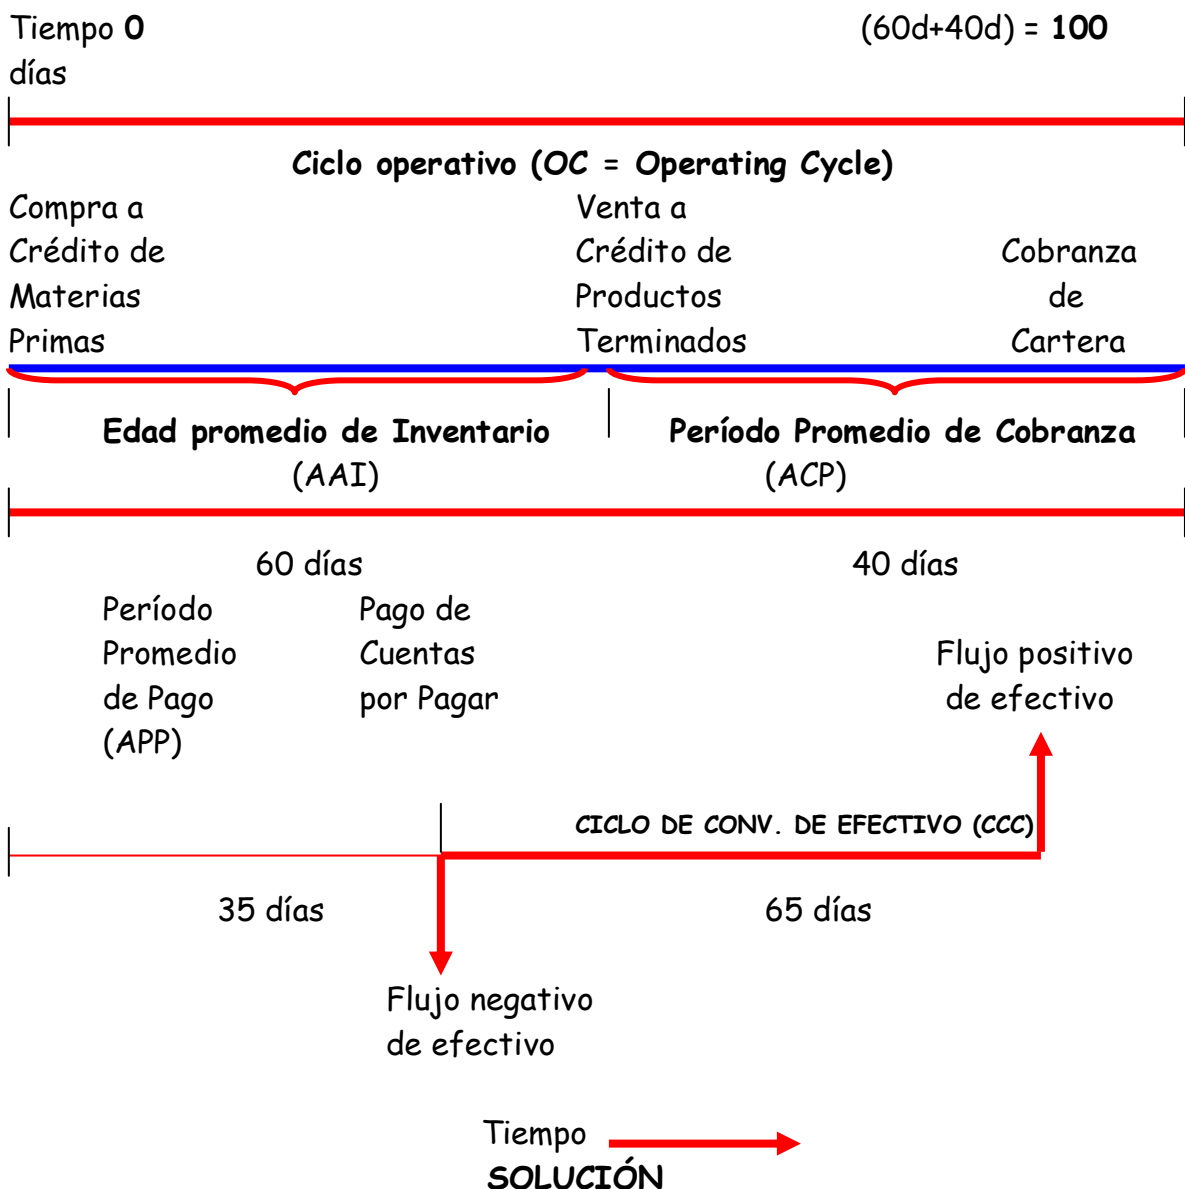 Tiempo 0 (60d+40d) = 100
días
Ciclo operativo (OC = Operating Cycle)
Compra a Venta a
Crédito de Crédito de Cobranza
Materias Productos de
Primas Terminados Cartera
Edad promedio de Inventario Período Promedio de Cobranza
(AAI) (ACP)
60 días 40 días
Período Pago de
Promedio Cuentas Flujo positivo
de Pago por Pagar de efectivo
(APP)
CICLO DE CONV. DE EFECTIVO (CCC)
35 días 65 días
Flujo negativo
de efectivo
Tiempo
SOLUCIÓN